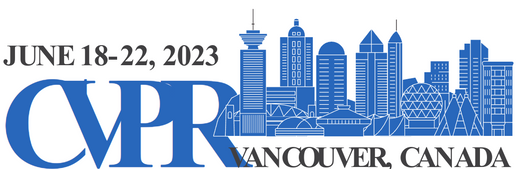 JUNE 18-22, 2023
CVPR
VANCOUVER, CANADA